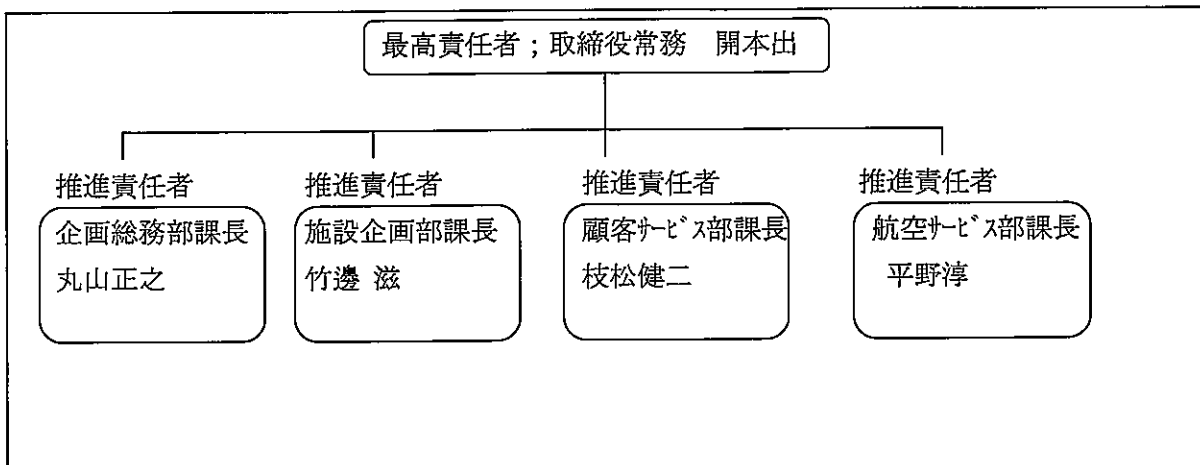 最高責任者；取締役常務　開本出
推進責任者
企画総務部課長
丸山正之
推進責任者
施設企画部課長
竹邊 滋
推進責任者
顧客ｻｰﾋﾞｽ部課長
枝松健二
推進責任者
航空ｻｰﾋﾞｽ部課長
平野淳